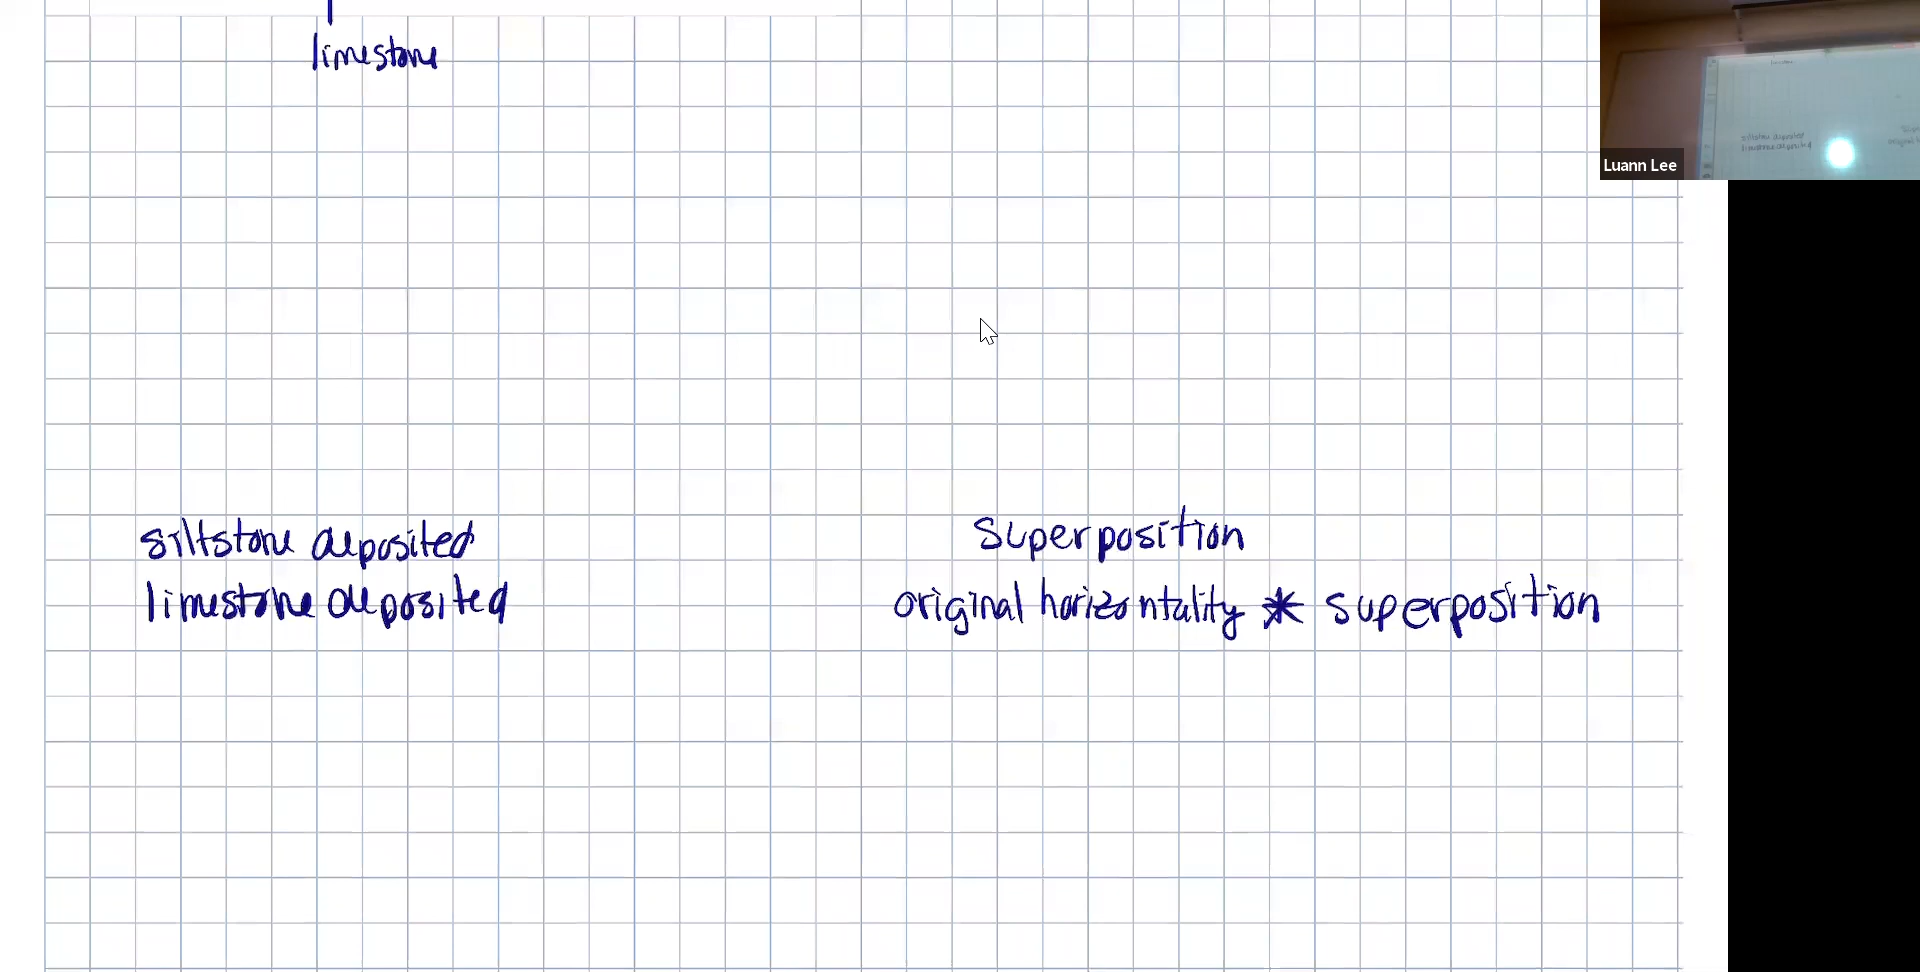 limestone
Luann Lee
siltstone deposited
superposition
limestone deposited
original horizontality * superposition